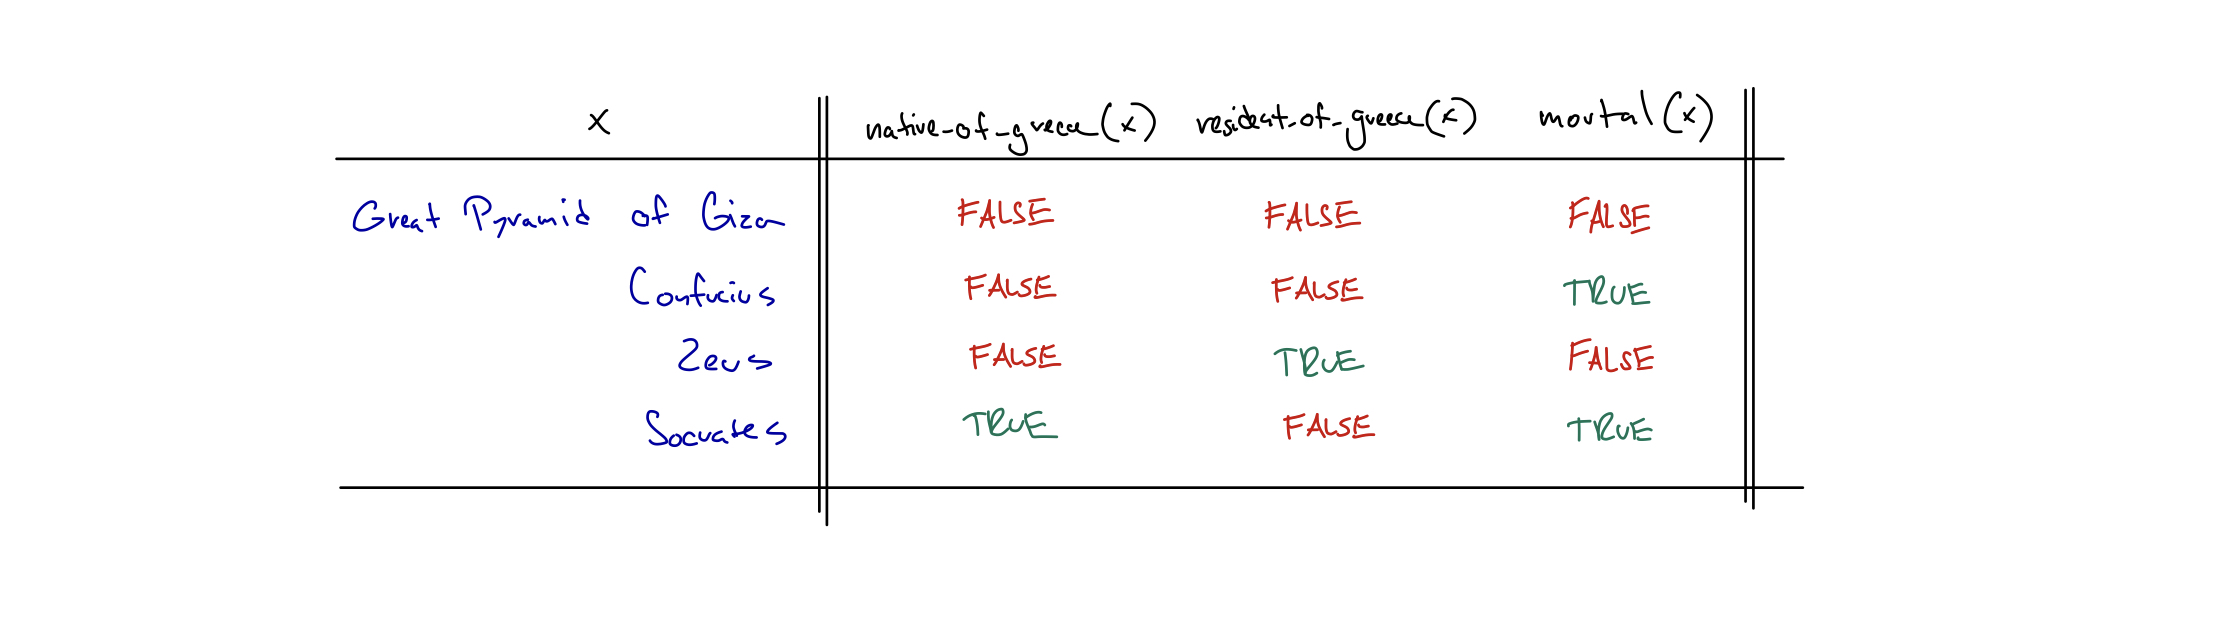 x native-of-greece(x) resident-of-greece(x) mortal(x)
Great Pyramid of Giza FALSE FALSE FALSE
Confucius FALSE FALSE TRUE
Zeus FALSE TRUE FALSE
Socrates TRUE FALSE TRUE